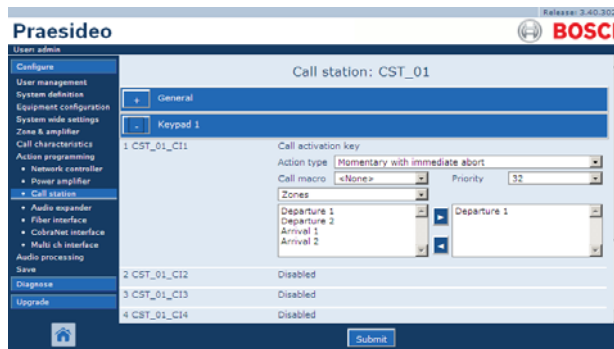 Release: 3.40.302
Praesideo
BOSCH
User: admin
Configure
User management
System definition
Equipment configuration
System wide settings
Zone & amplifier
Call characteristics
Action programming
• Network controller
• Power amplifier
• Call station
• Audio expander
• Fiber interface
• CobraNet interface
• Multi ch interface
Audio processing
Save
Diagnose
Upgrade
Call station: CST_01
+ General
- Keypad 1
1 CST_01_CI1 Call activation key
Action type Momentary with immediate abort
Call macro <None> Priority 32
Zones
Departure 1
Departure 2
Arrival 1
Arrival 2
Departure 1
2 CST_01_CI2 Disabled
3 CST_01_CI3 Disabled
4 CST_01_CI4 Disabled
Submit